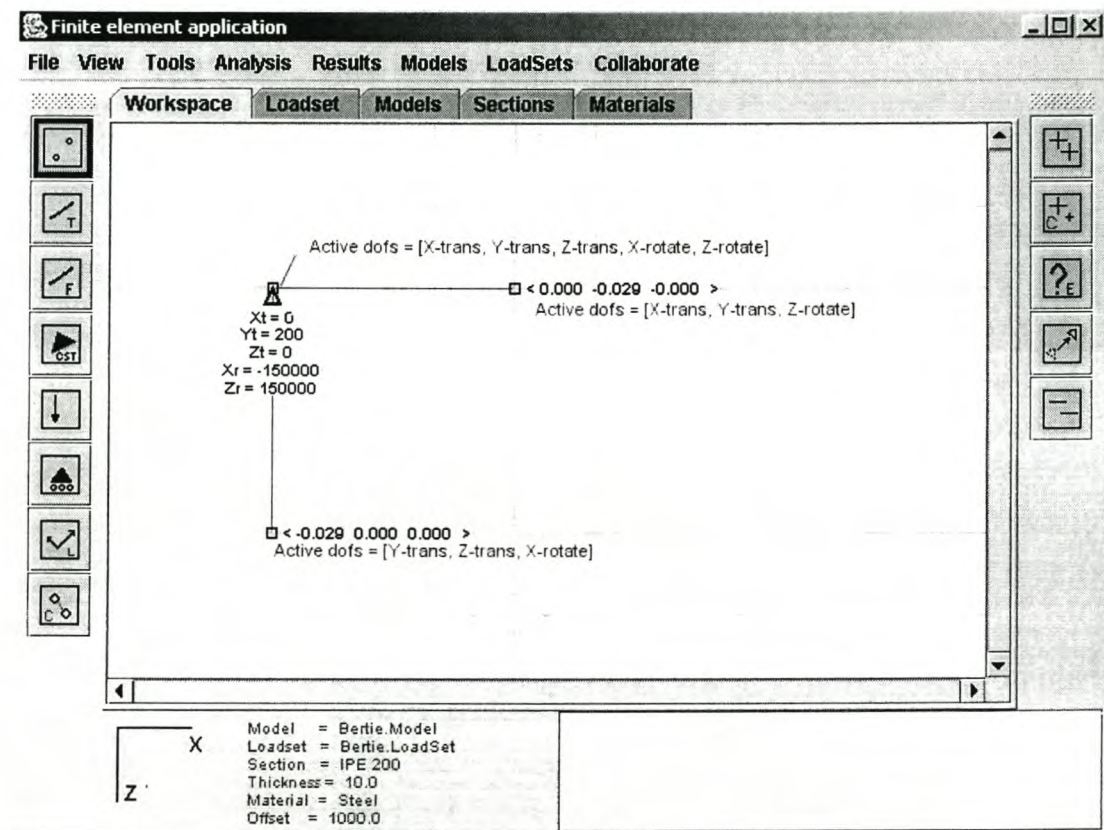 Finite element application
File View Tools Analysis Results Models LoadSets Collaborate
Workspace Loadset Models Sections Materials
T
F
CST
L
C
C
E
Active dofs = [X-trans, Y-trans, Z-trans, X-rotate, Z-rotate]
< 0.000 -0.029 -0.000 >
Active dofs = [X-trans, Y-trans, Z-rotate]
Xt = 0
Yt = 200
Zt = 0
Xr = -150000
Zr = 150000
< -0.029 0.000 0.000 >
Active dofs = [Y-trans, Z-trans, X-rotate]
X
Z
Model = Bertie.Model
Loadset = Bertie.LoadSet
Section = IPE 200
Thickness = 10.0
Material = Steel
Offset = 1000.0